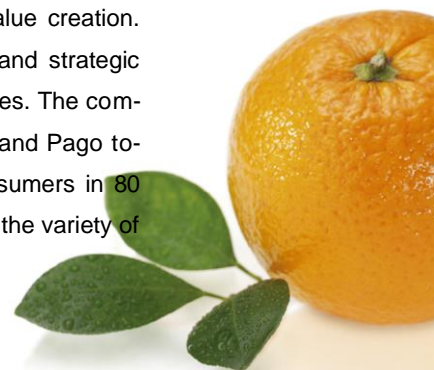 alue creation.
and strategic
es. The com-
and Pago to-
sumers in 80
the variety of